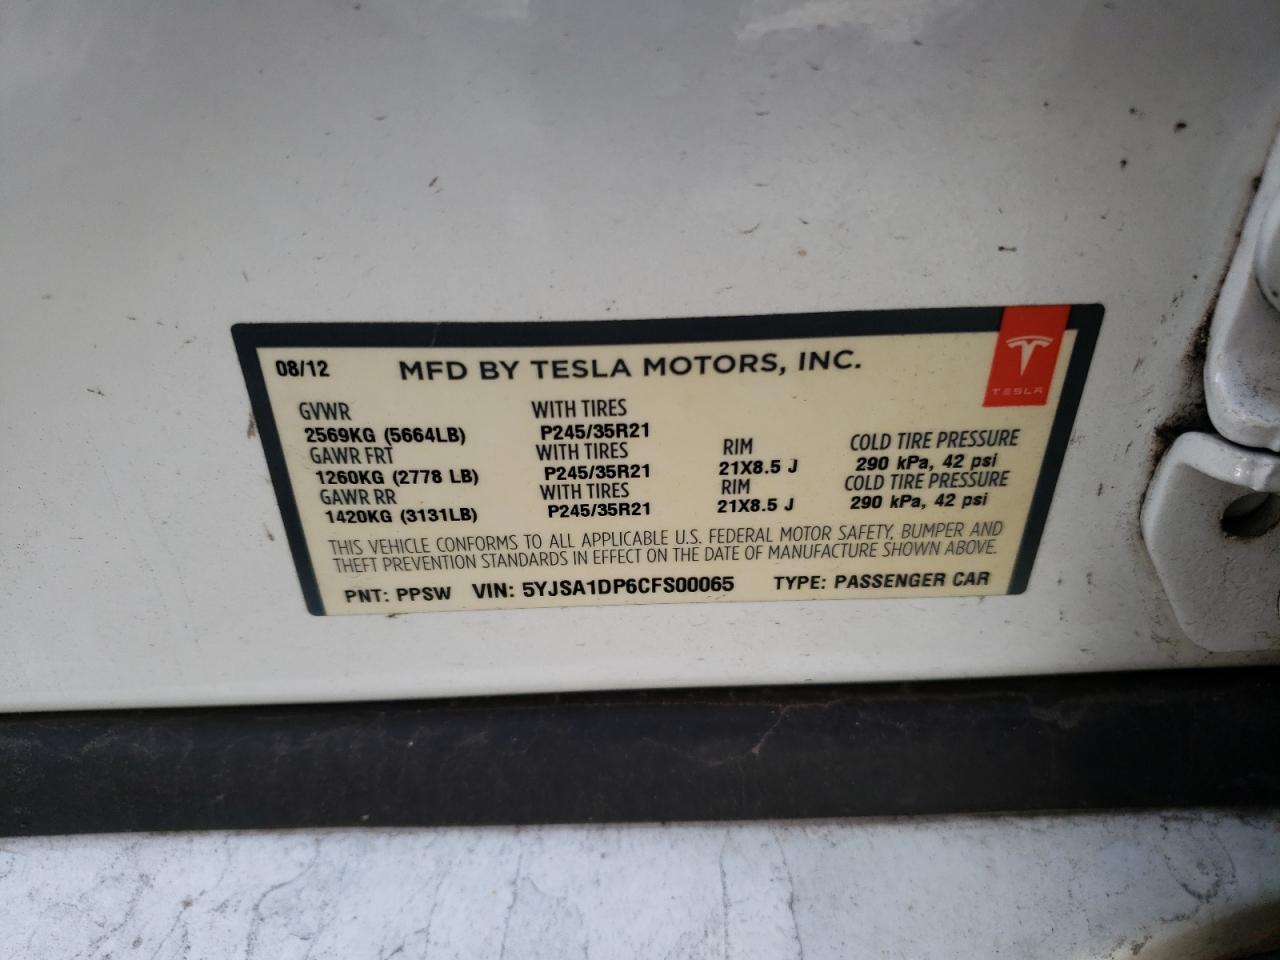 08/12 MFD BY TESLA MOTORS, INC.
TESLA
GVWR WITH TIRES
2569KG (5664LB) P245/35R21
GAWR FRT WITH TIRES RIM COLD TIRE PRESSURE
1260KG (2778 LB) P245/35R21 21X8.5 J 290 kPa, 42 psi
GAWR RR WITH TIRES RIM COLD TIRE PRESSURE
1420KG (3131LB) P245/35R21 21X8.5 J 290 kPa, 42 psi
THIS VEHICLE CONFORMS TO ALL APPLICABLE U.S. FEDERAL MOTOR SAFETY, BUMPER AND
THEFT PREVENTION STANDARDS IN EFFECT ON THE DATE OF MANUFACTURE SHOWN ABOVE.
PNT: PPSW VIN: 5YJSA1DP6CFS00065 TYPE: PASSENGER CAR